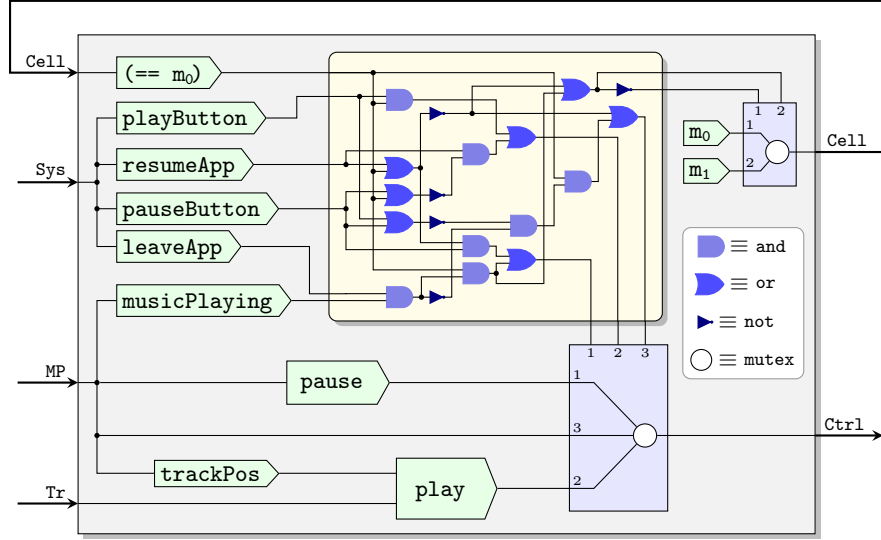 Cell
(== m₀)
playButton
1 2
m₀
1
Cell
resumeApp
Sys
m₁
2
pauseButton
leaveApp
≡ and
≡ or
musicPlaying
≡ not
1 2 3
≡ mutex
MP
pause
1
Ctrl
3
trackPos
play
2
Tr